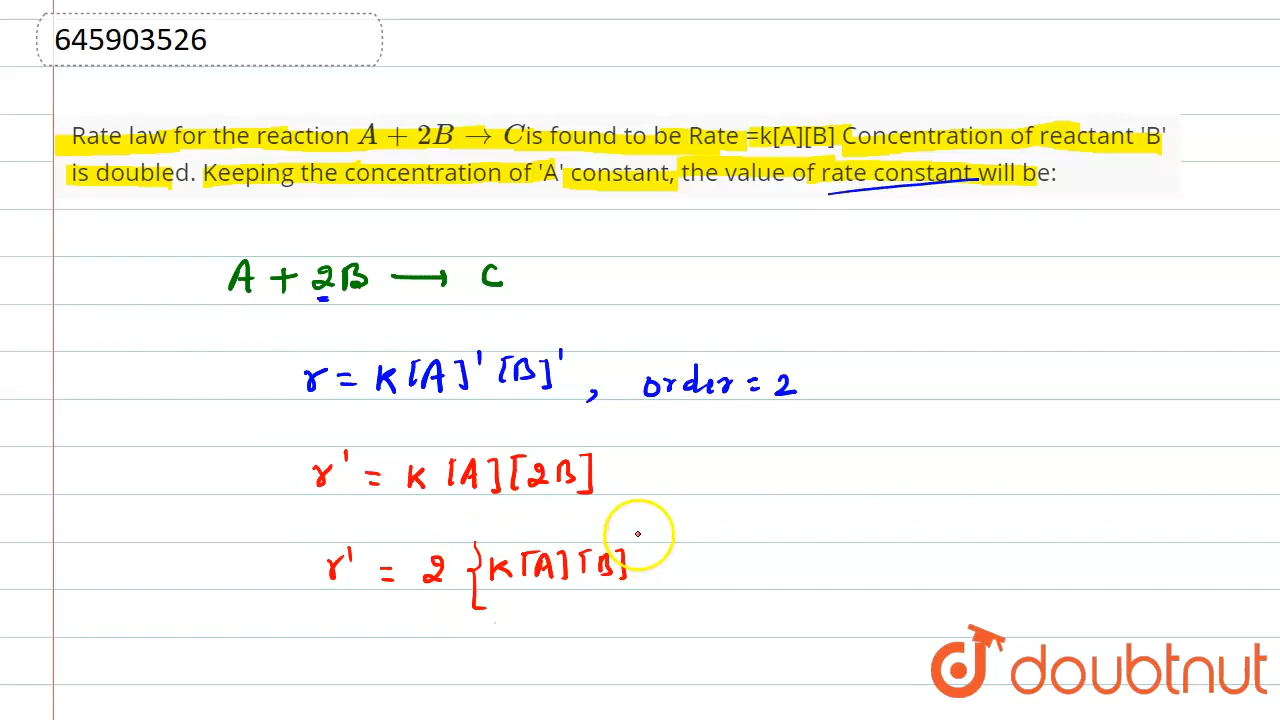 645903526
Rate law for the reaction A + 2B → C is found to be Rate =k[A][B] Concentration of reactant 'B'
is doubled. Keeping the concentration of 'A' constant, the value of rate constant will be:
A + 2B ⟶ C
r = K[A]'[B]' , order = 2
r' = K [A][2B]
r' = 2 {K[A][B]
doubtnut